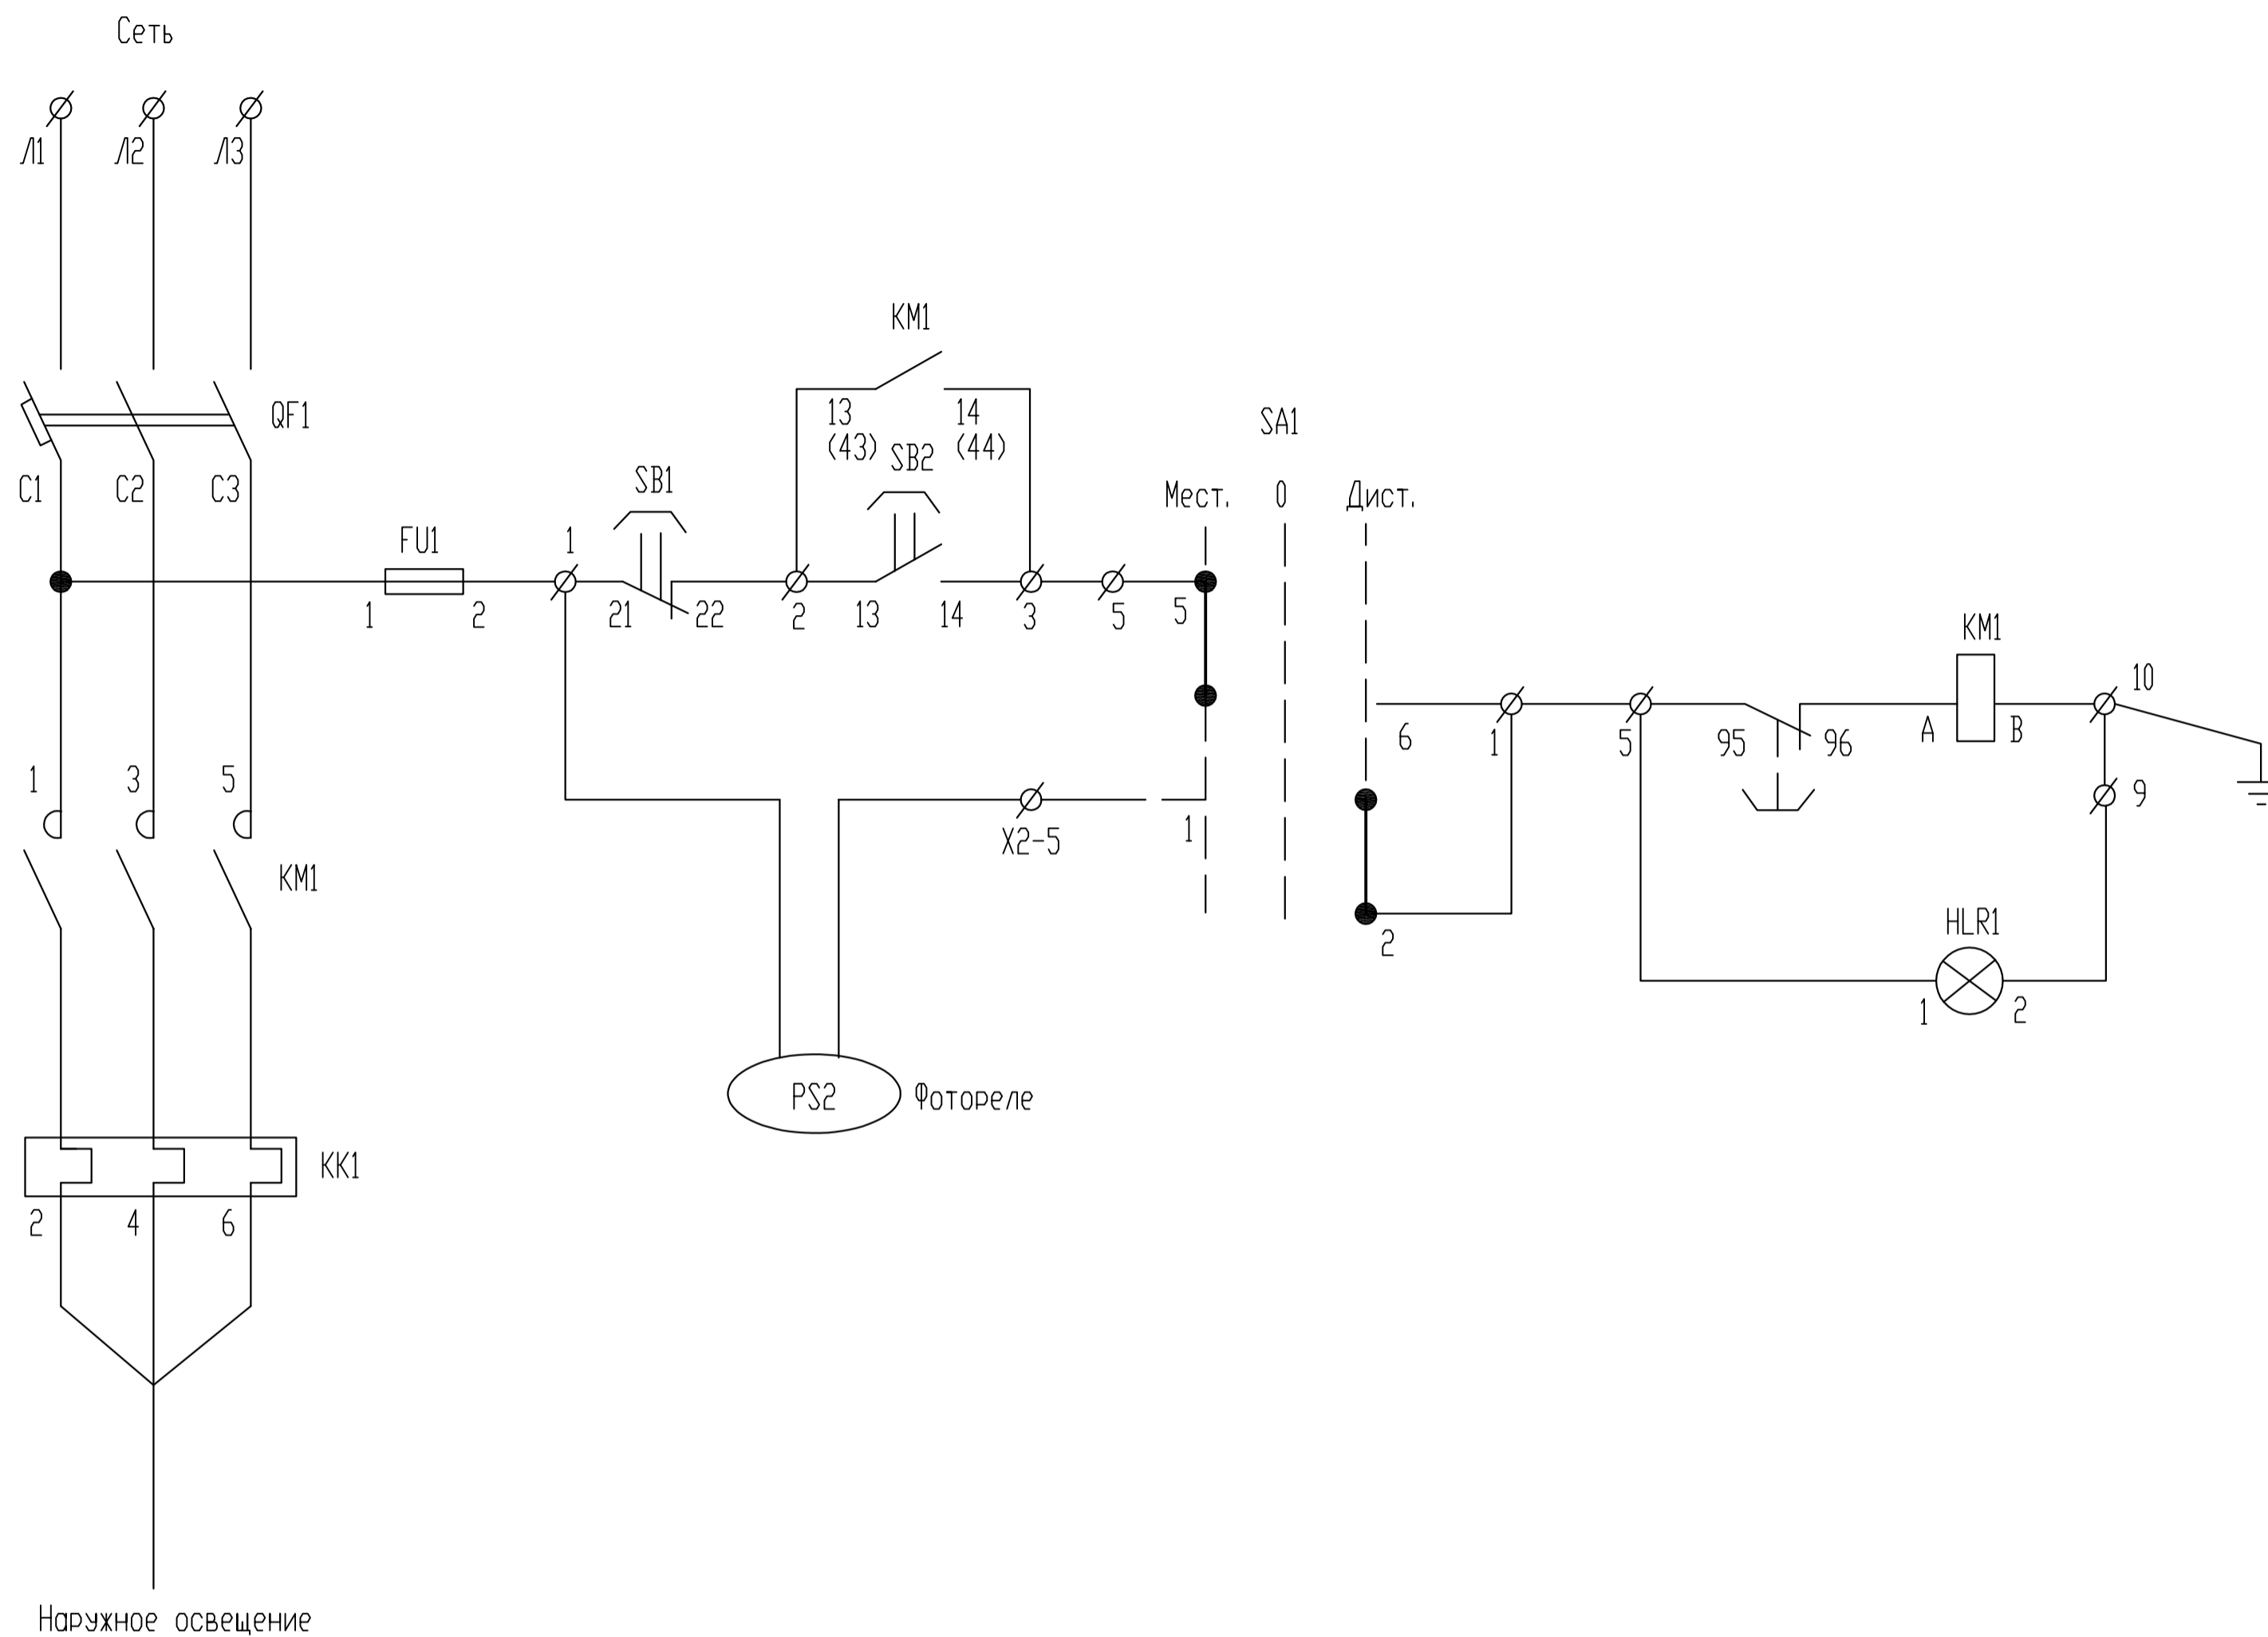 Сеть
Л1 Л2 Л3
KM1
13 14
QF1 (43) (44) SA1
SB2
SB1
C1 C2 C3 Мест. 0 Дист.
FU1 1
1 2 21 22 2 13 14 3 5 5
KM1
10
6 1 5 95 96 A B
1 3 5 9
1
X2-5
KM1
HLR1
2
1 2
PS2 Фотореле
KK1
2 4 6
Наружное освещение